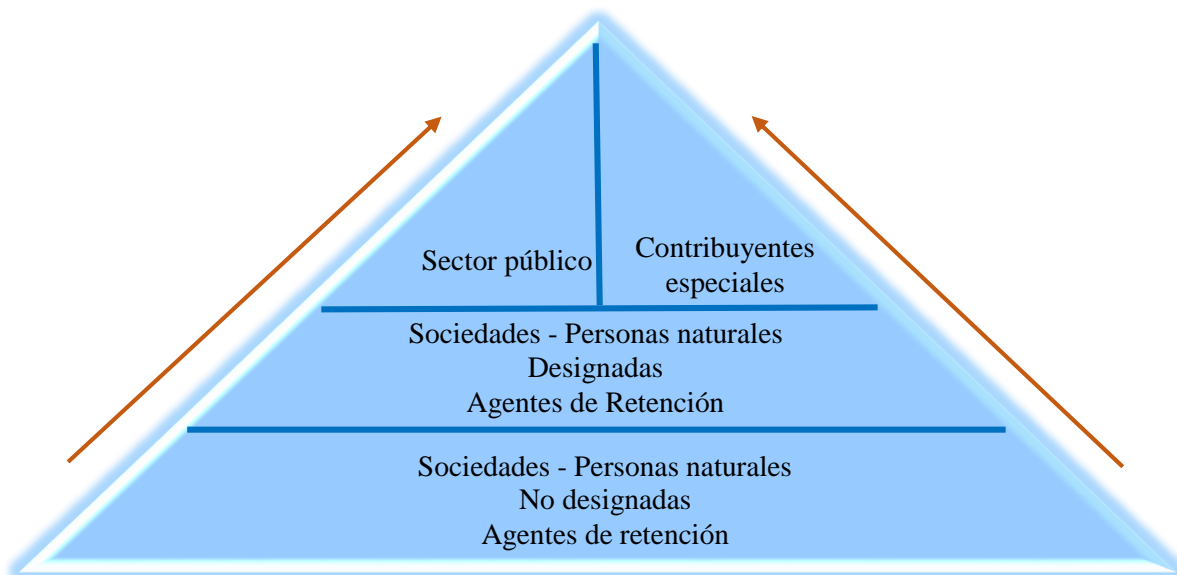 Sector público
Contribuyentes
especiales
Sociedades - Personas naturales
Designadas
Agentes de Retención
Sociedades - Personas naturales
No designadas
Agentes de retención